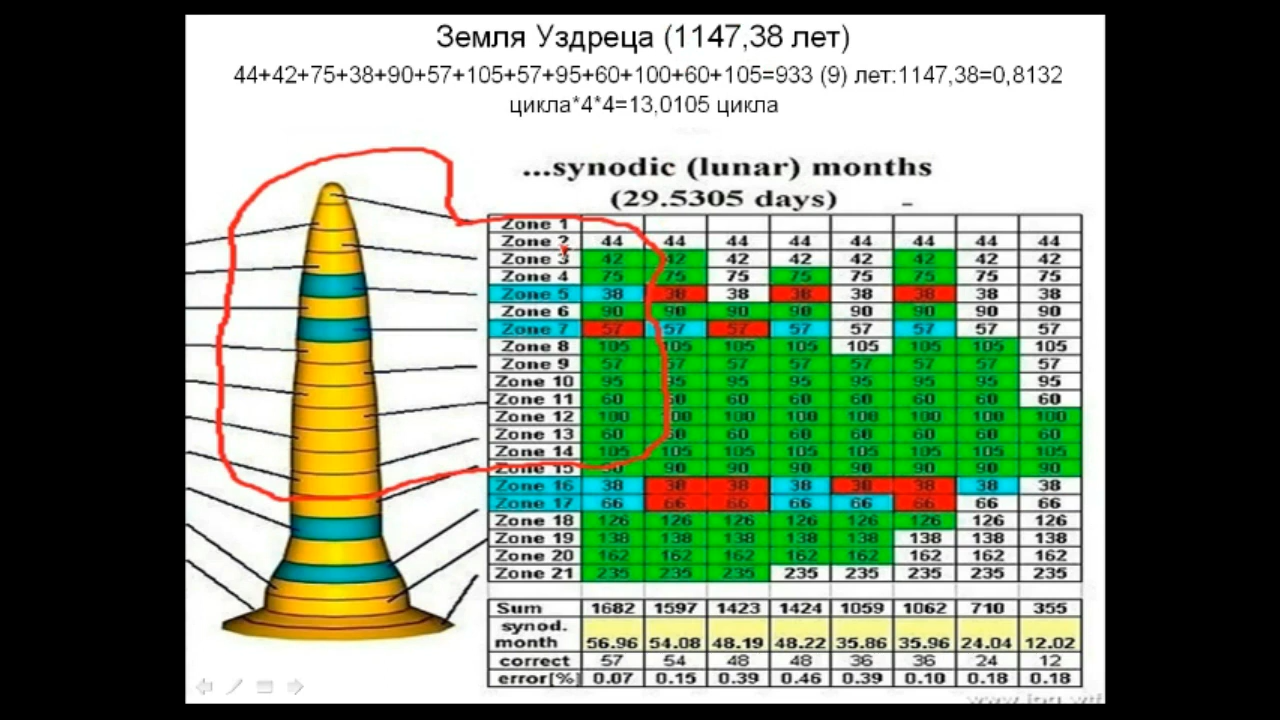 Земля Уздреца (1147,38 лет)
44+42+75+38+90+57+105+57+95+60+100+60+105=933 (9) лет:1147,38=0,8132
цикла*4*4=13,0105 цикла
...synodic (lunar) months
(29.5305 days)
Zone 1
Zone 2 44 44 44 44 44 44 44 44
Zone 3 42 42 42 42 42 42 42 42
Zone 4 75 75 75 75 75 75 75 75
Zone 5 38 38 38 38 38 38 38 38
Zone 6 90 90 90 90 90 90 90 90
Zone 7 57 57 57 57 57 57 57 57
Zone 8 105 105 105 105 105 105 105 105
Zone 9 57 57 57 57 57 57 57 57
Zone 10 95 95 95 95 95 95 95 95
Zone 11 60 60 60 60 60 60 60 60
Zone 12 100 100 100 100 100 100 100 100
Zone 13 60 60 60 60 60 60 60 60
Zone 14 105 105 105 105 105 105 105 105
Zone 15 90 90 90 90 90 90 90 90
Zone 16 38 38 38 38 38 38 38 38
Zone 17 66 66 66 66 66 66 66 66
Zone 18 126 126 126 126 126 126 126 126
Zone 19 138 138 138 138 138 138 138 138
Zone 20 162 162 162 162 162 162 162 162
Zone 21 235 235 235 235 235 235 235 235
Sum 1682 1597 1423 1424 1059 1062 710 355
synod.
month 56.96 54.08 48.19 48.22 35.86 35.96 24.04 12.02
correct 57 54 48 48 36 36 24 12
error[%] 0.07 0.15 0.39 0.46 0.39 0.10 0.18 0.18